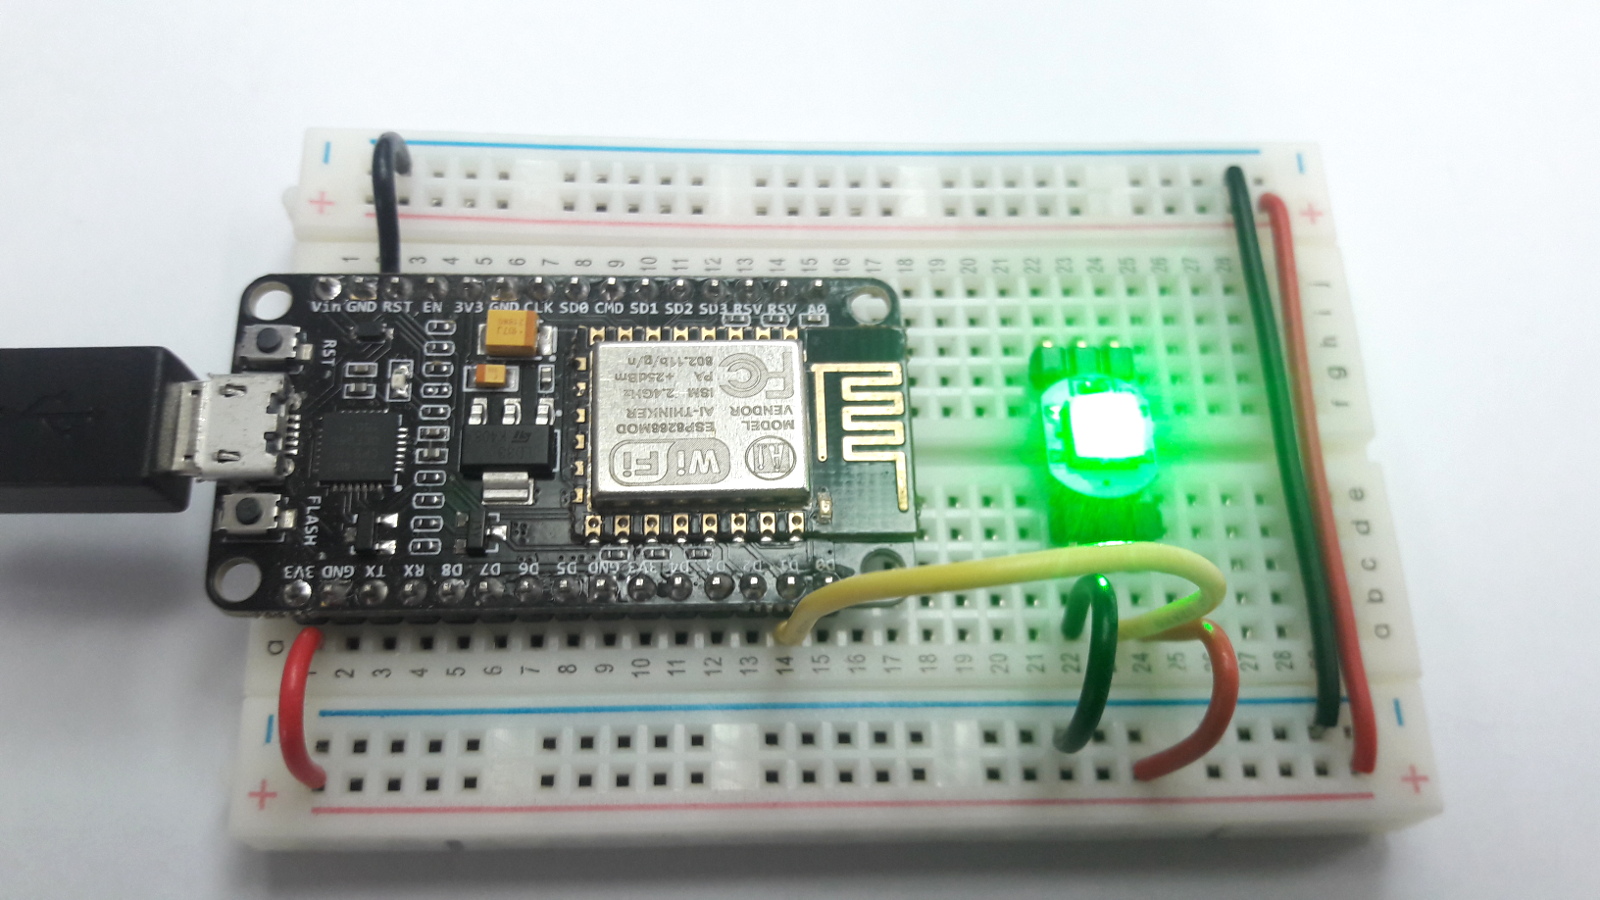 − −
+ +
1 3 4 5 6 7 8 9 10 11 12 13 14 15 16 17 18 19 20 21 22 23 24 25 26 27 28
Vin GND RST EN 3V3 GND CLK SD0 CMD SD1 SD2 SD3 RSV RSV A0
RST
MODEL
VENDOR
ISM 2.4GHz
PA +25dBm
802.11b/g/n
FC
ESP8266MOD
AI-THINKER
Ai
WiFi
FLASH
3V3 GND TX RX D8 D7 D6 D5 GND 3V3 D4 D3 D2 D1 D0
j
i
h
g
f
e
d
c
b
a
a
1 2 3 4 5 6 7 8 9 10 11 12 13 14 15 16 17 18 19 20 21 22 24 25 26 27 28
− −
+ +